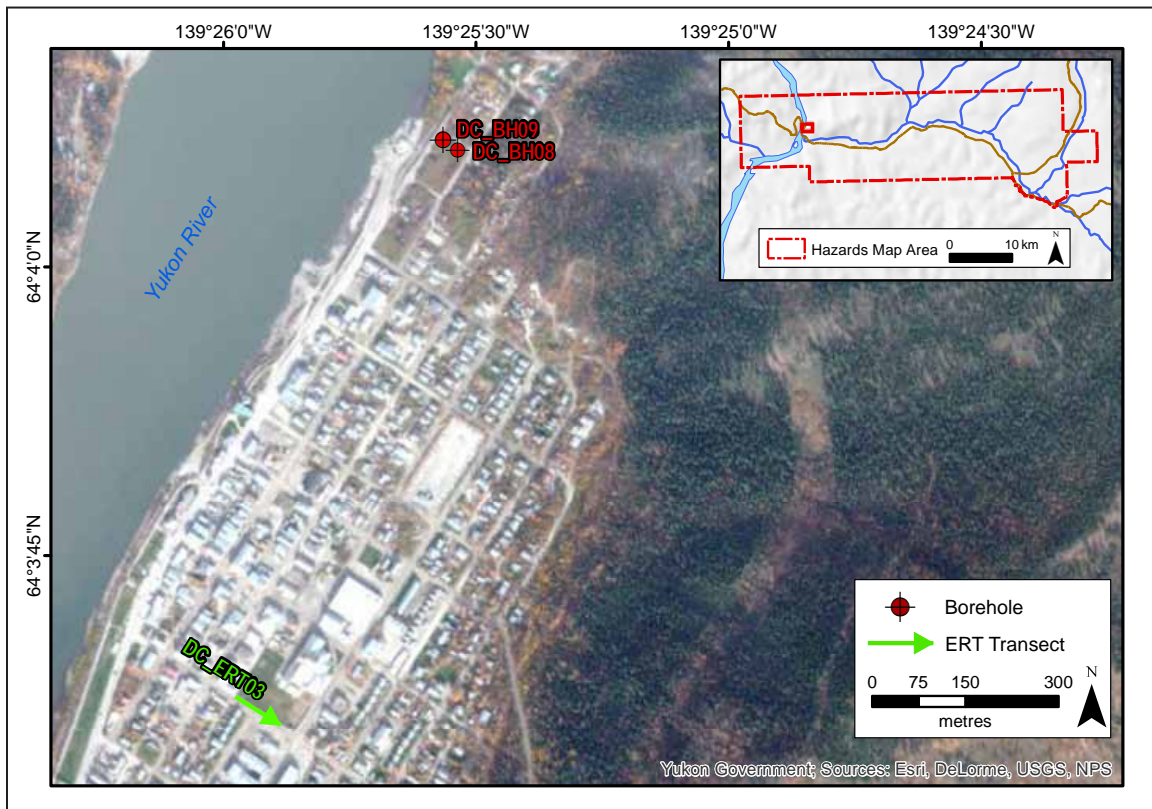 139°26'0"W
139°25'30"W
139°25'0"W
139°24'30"W
64°4'0"N
64°3'45"N
Yukon River
DC_BH09
DC_BH08
DC_ERT03
Hazards Map Area
0 10 km
N
Borehole
ERT Transect
0 75 150 300
metres
N
Yukon Government; Sources: Esri, DeLorme, USGS, NPS